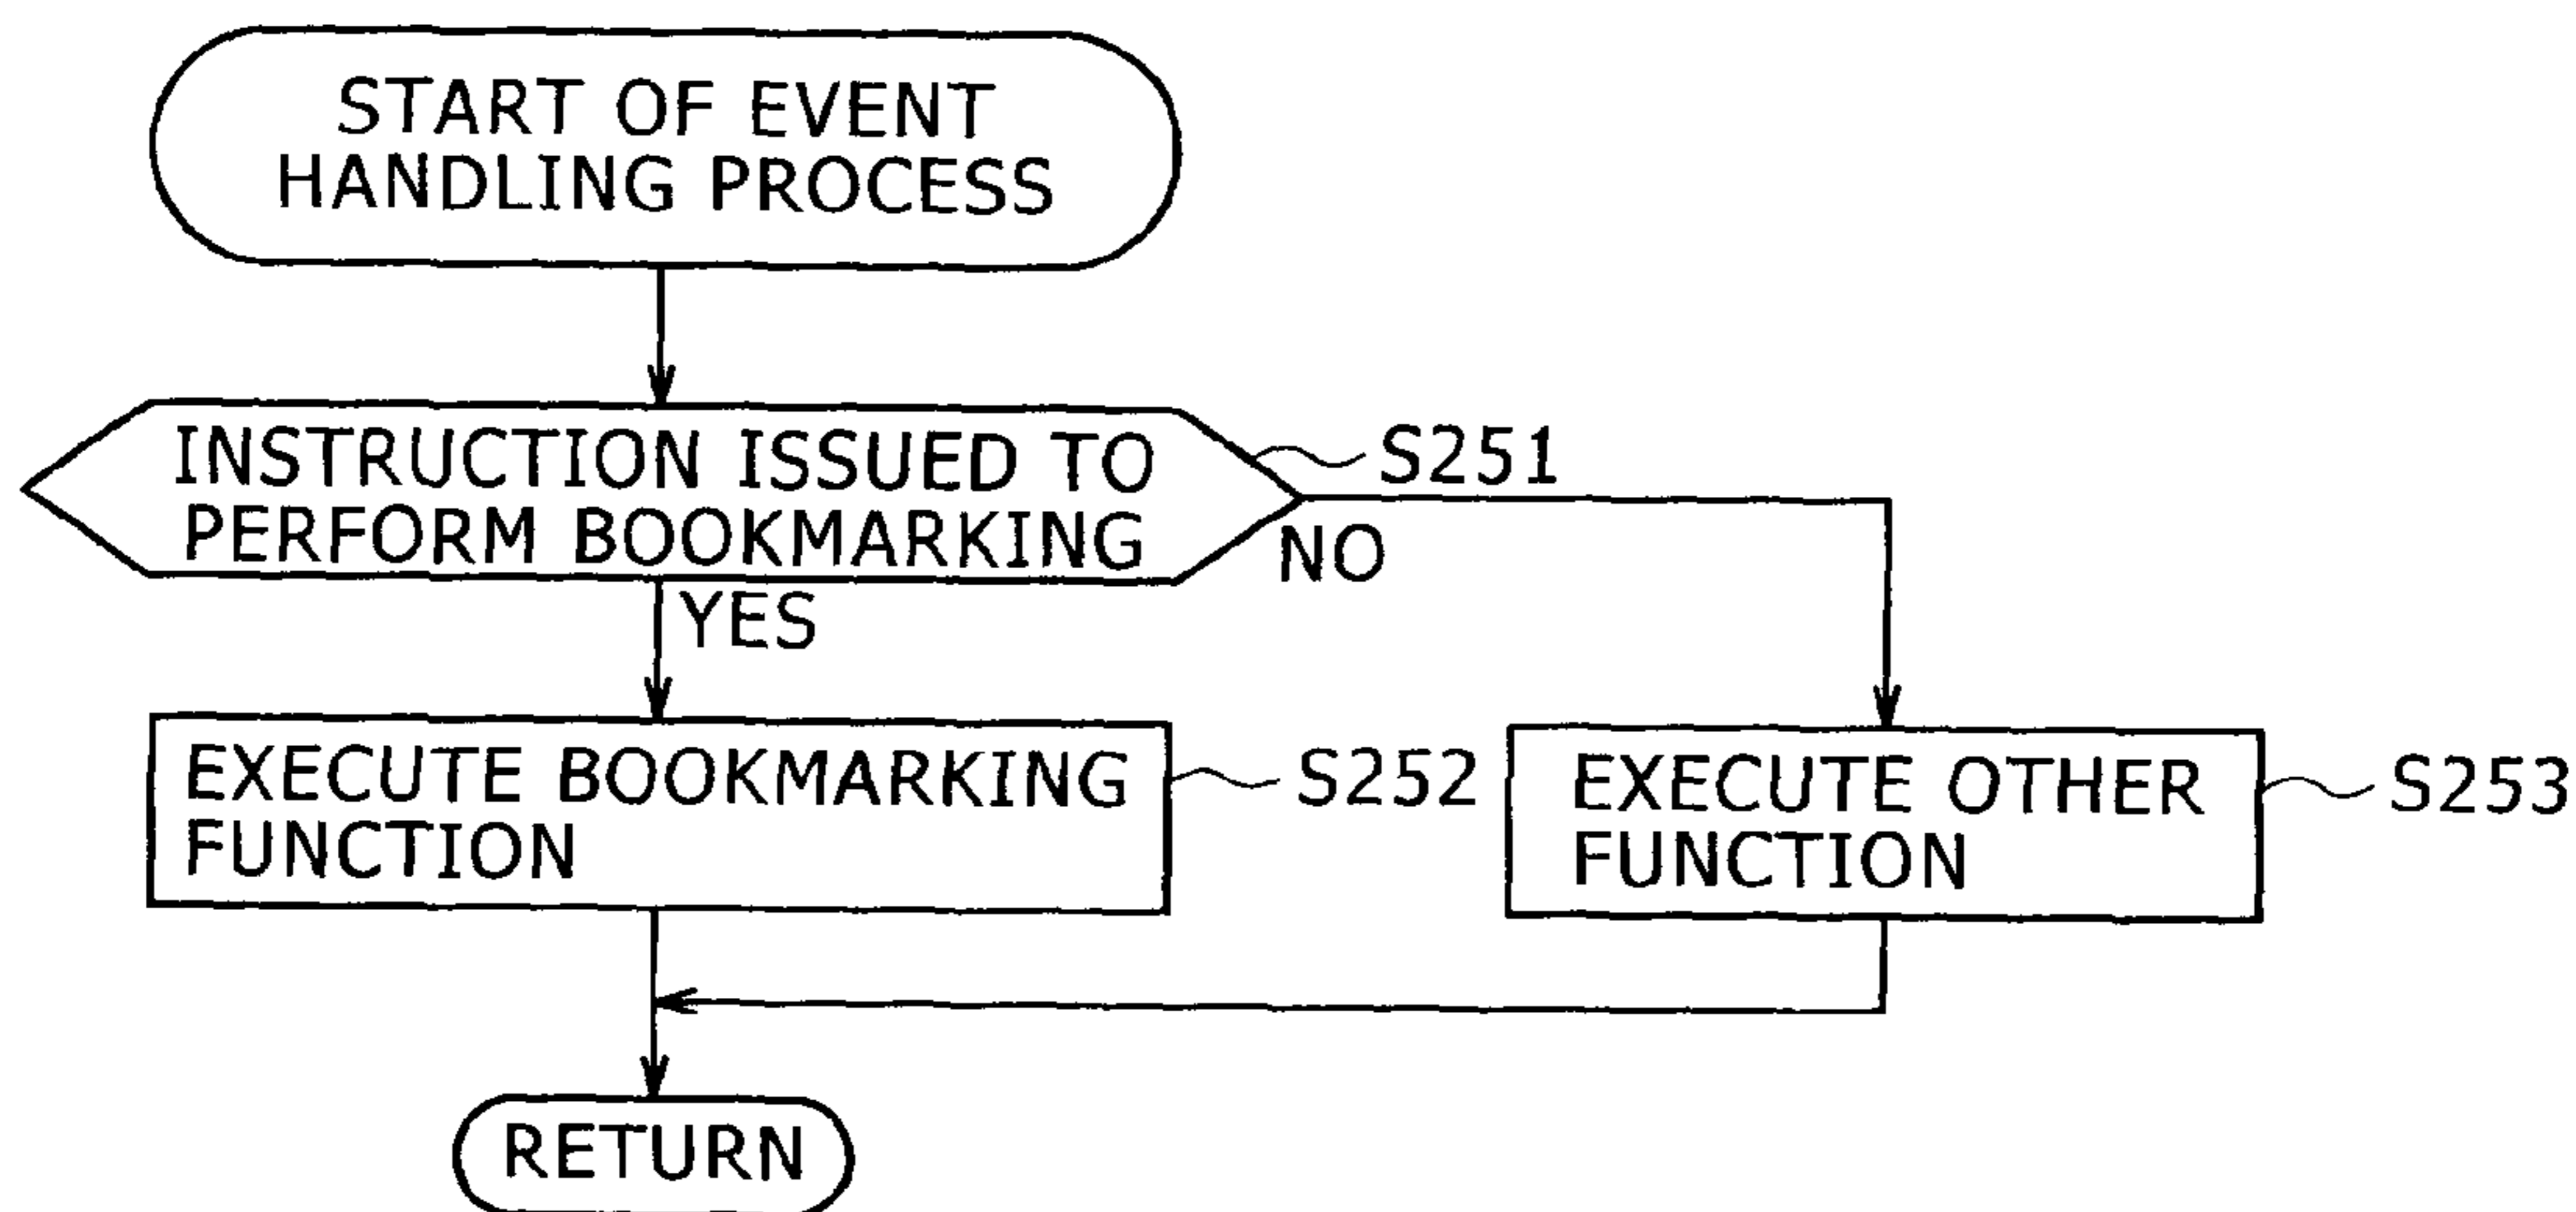 START OF EVENT
HANDLING PROCESS
INSTRUCTION ISSUED TO
PERFORM BOOKMARKING
S251
NO
YES
EXECUTE BOOKMARKING
FUNCTION
S252
EXECUTE OTHER
FUNCTION
S253
RETURN